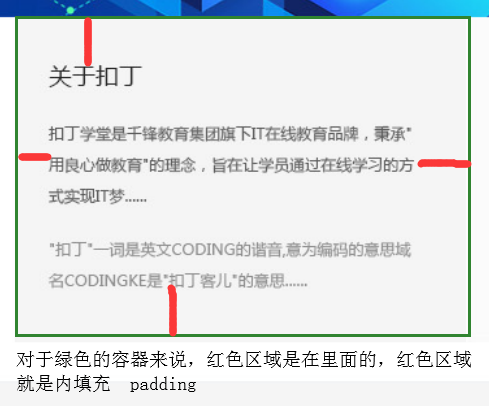 关于扣丁
扣丁学堂是千锋教育集团旗下IT在线教育品牌，秉承"
用良心做教育"的理念，旨在让学员通过在线学习的方
式实现IT梦......
"扣丁"一词是英文CODING的谐音,意为编码的意思域
名CODINGKE是"扣丁客儿"的意思......
对于绿色的容器来说，红色区域是在里面的，红色区域
就是内填充 padding